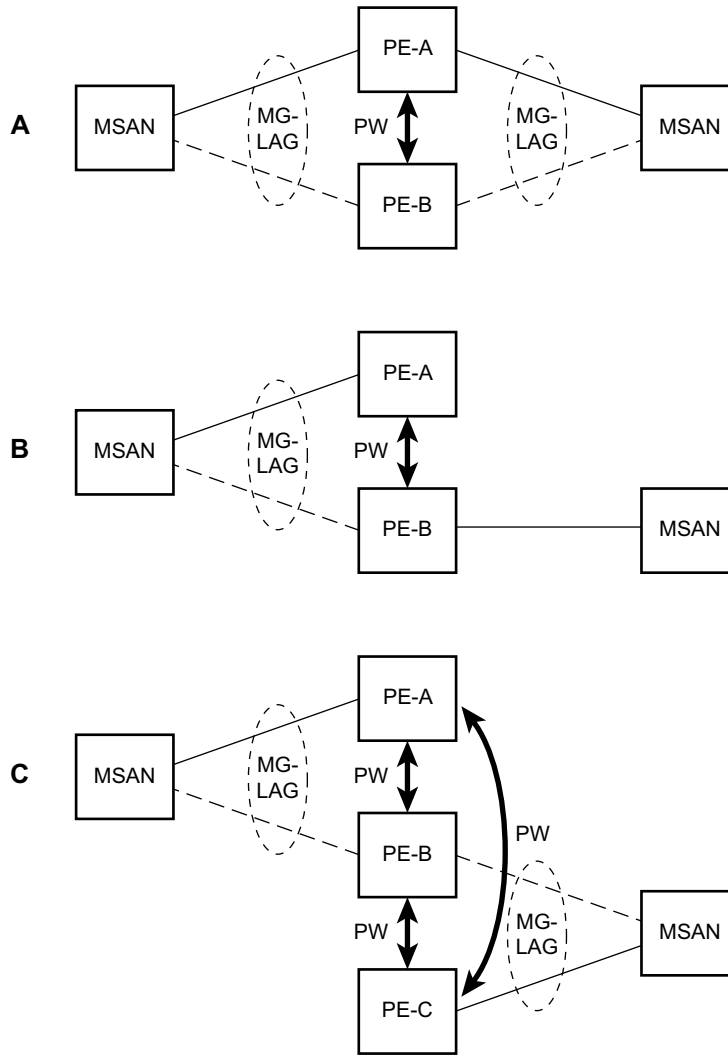 PE-A
A
MSAN
MG-
LAG
PW
MG-
LAG
MSAN
PE-B
PE-A
B
MSAN
MG-
LAG
PW
PE-B
MSAN
PE-A
C
MSAN
MG-
LAG
PW
PW
PE-B
PW
MG-
LAG
MSAN
PE-C